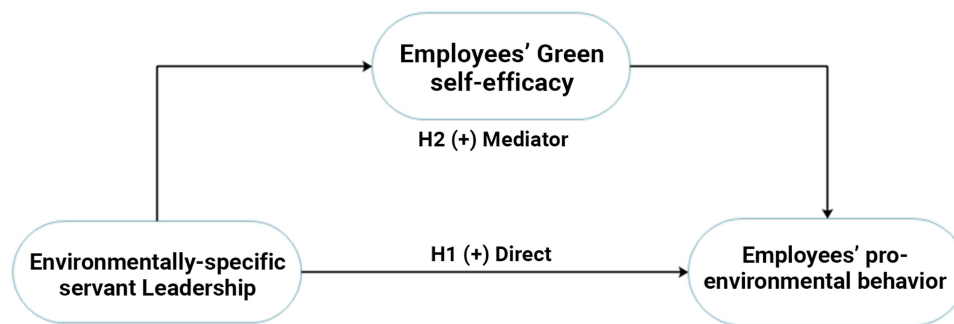 Employees’ Green
self-efficacy
H2 (+) Mediator
Environmentally-specific
servant Leadership
H1 (+) Direct
Employees’ pro-
environmental behavior